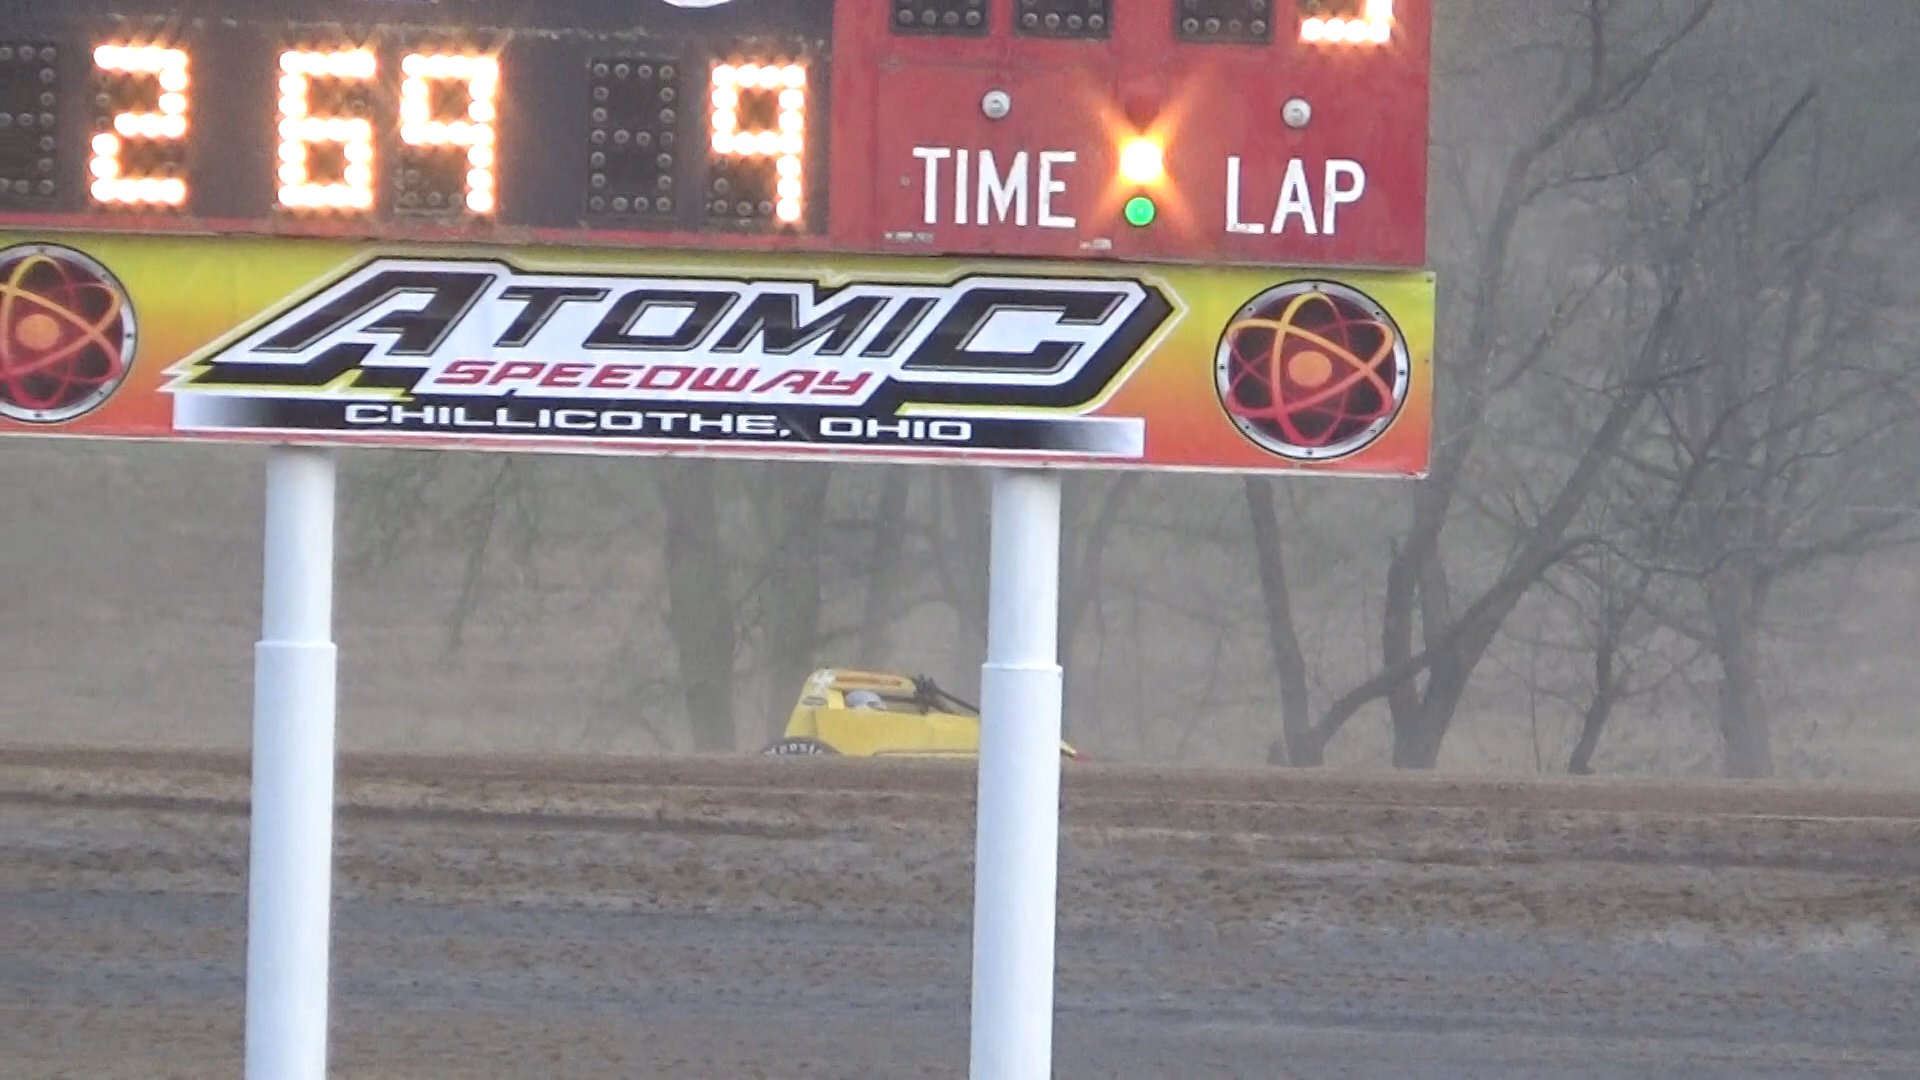 2 69 9
TIME LAP
ATOMIC
SPEEDWAY
CHILLICOTHE, OHIO